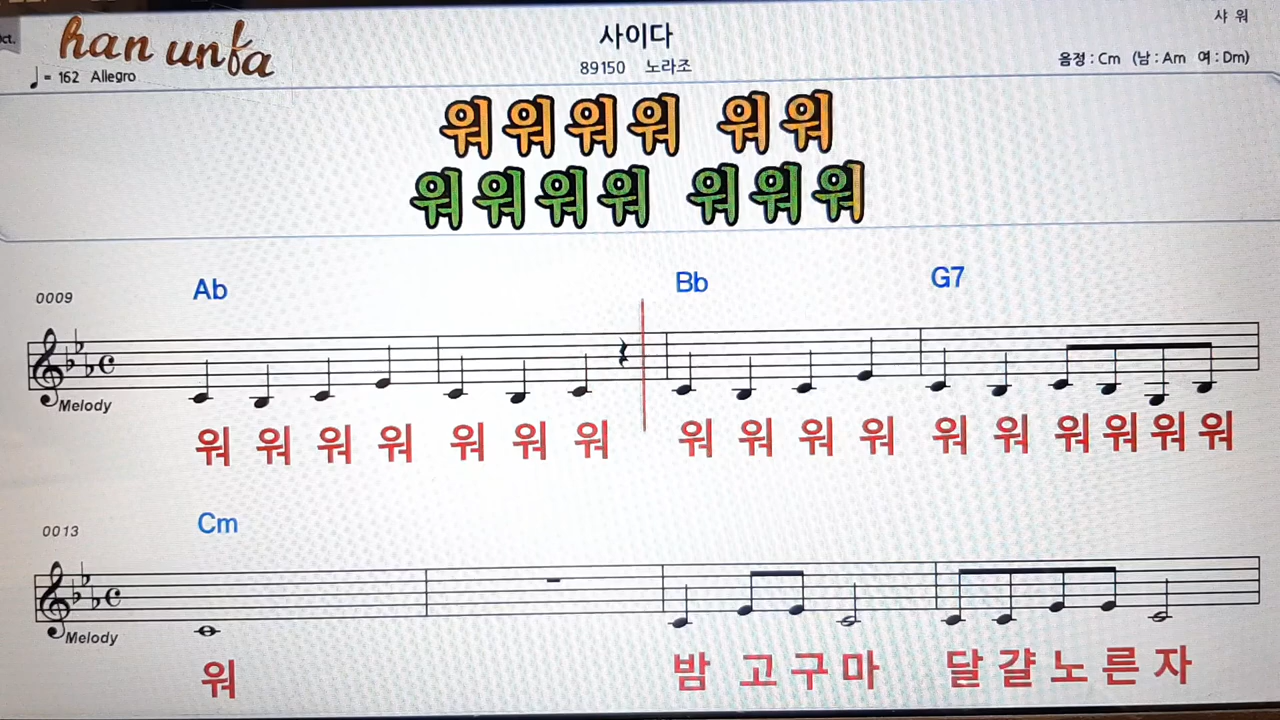 샤 워
ct.
han unfa
사이다
♩= 162 Allegro
89150 노라조
음정 : Cm (남 : Am 여 : Dm)
워워워워 워워
워워워워 워워워
Ab Bb G7
0009
Melody
워 워 워 워 워 워 워 워 워 워 워 워 워 워 워 워 워
Cm
0013
Melody
워 밤 고 구 마 달 걀 노 른 자